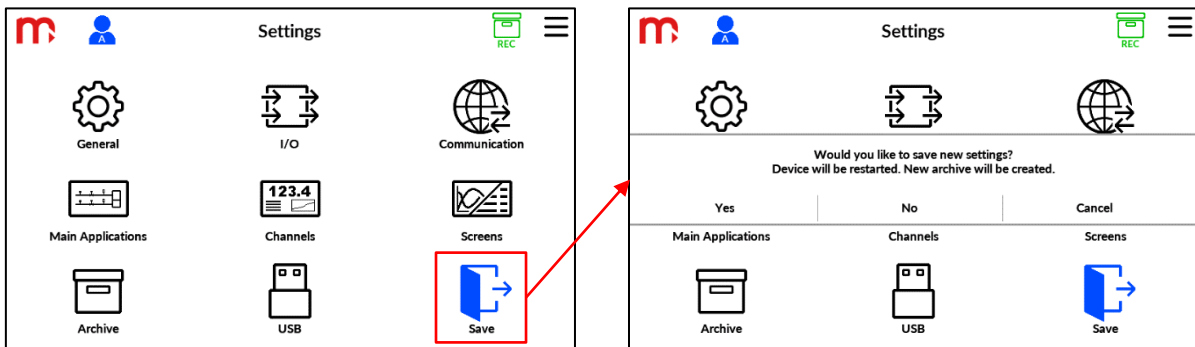 m
A
Settings
REC
General
I/O
Communication
123.4
Main Applications
Channels
Screens
Archive
USB
Save
m
A
Settings
REC
Would you like to save new settings?
Device will be restarted. New archive will be created.
Yes
No
Cancel
Main Applications
Channels
Screens
Archive
USB
Save